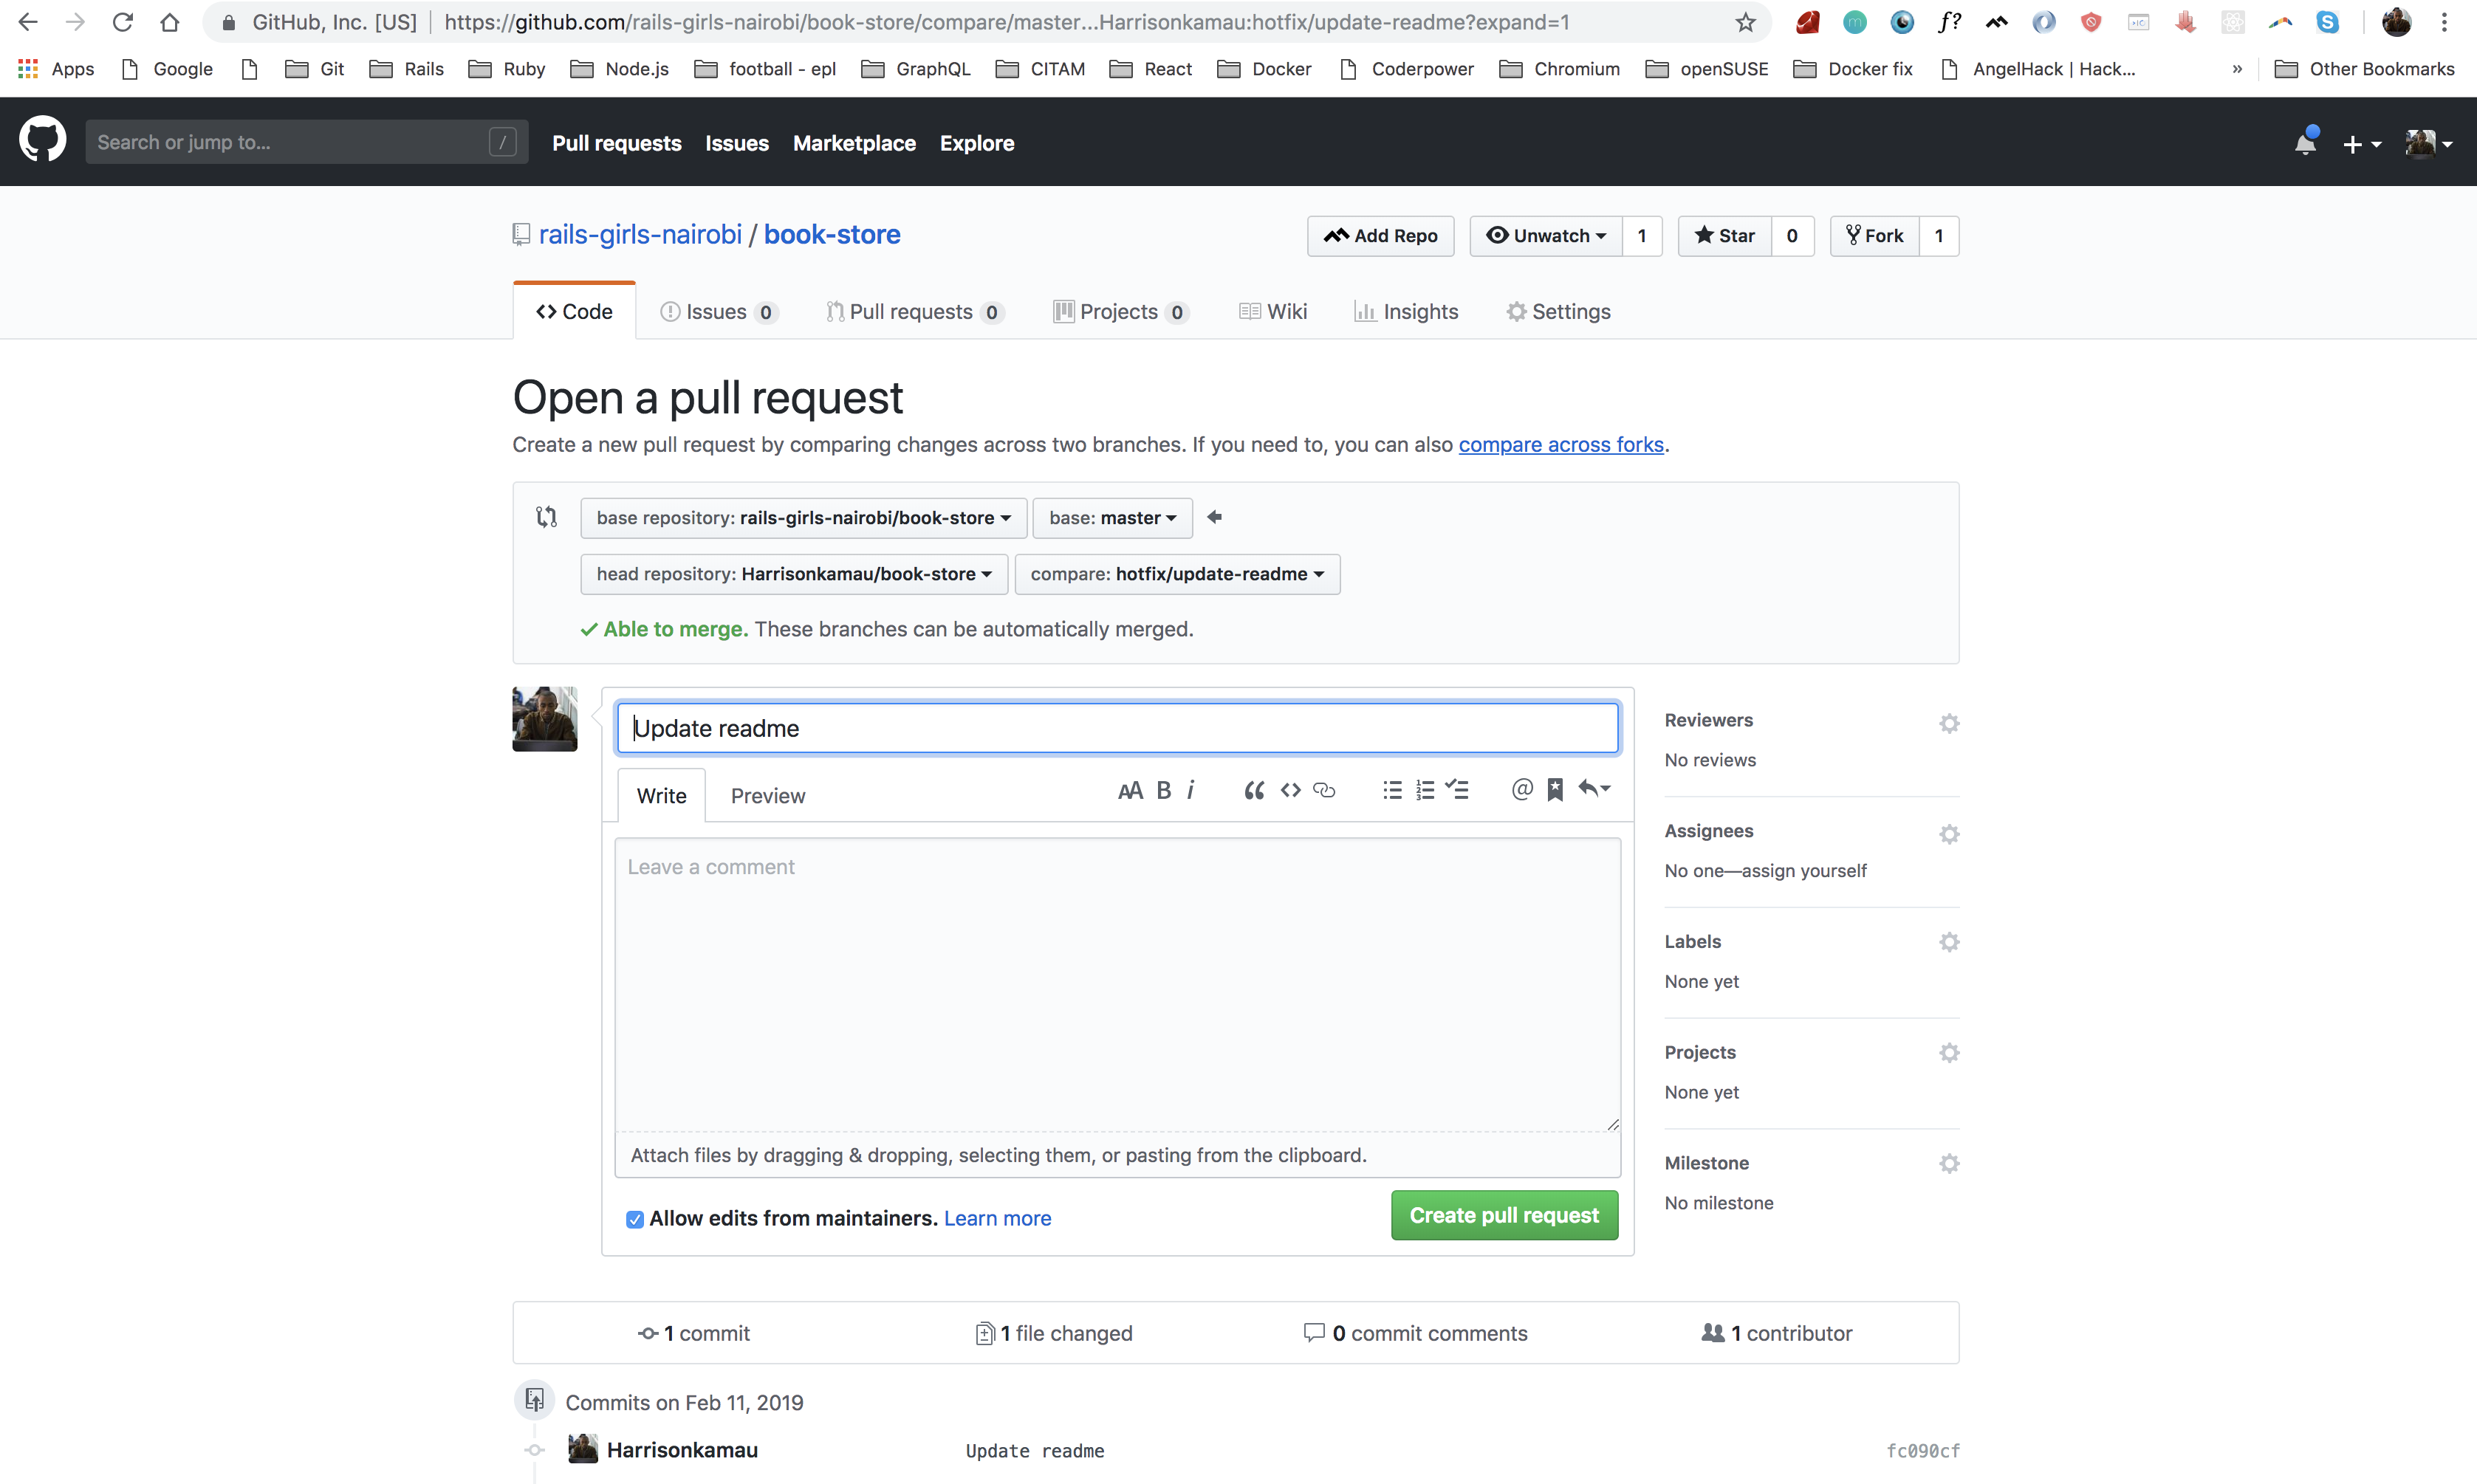 GitHub, Inc. [US] https://github.com/rails-girls-nairobi/book-store/compare/master...Harrisonkamau:hotfix/update-readme?expand=1
Apps Google Git Rails Ruby Node.js football - epl GraphQL CITAM React Docker Coderpower Chromium openSUSE Docker fix AngelHack | Hack... » Other Bookmarks
Search or jump to... / Pull requests Issues Marketplace Explore
rails-girls-nairobi / book-store Add Repo Unwatch 1 Star 0 Fork 1
Code Issues 0 Pull requests 0 Projects 0 Wiki Insights Settings
Open a pull request
Create a new pull request by comparing changes across two branches. If you need to, you can also compare across forks.
base repository: rails-girls-nairobi/book-store base: master
head repository: Harrisonkamau/book-store compare: hotfix/update-readme
Able to merge. These branches can be automatically merged.
Update readme
Write Preview AA B i
Leave a comment
Attach files by dragging & dropping, selecting them, or pasting from the clipboard.
Allow edits from maintainers. Learn more Create pull request
Reviewers
No reviews
Assignees
No one—assign yourself
Labels
None yet
Projects
None yet
Milestone
No milestone
1 commit 1 file changed 0 commit comments 1 contributor
Commits on Feb 11, 2019
Harrisonkamau Update readme fc090cf